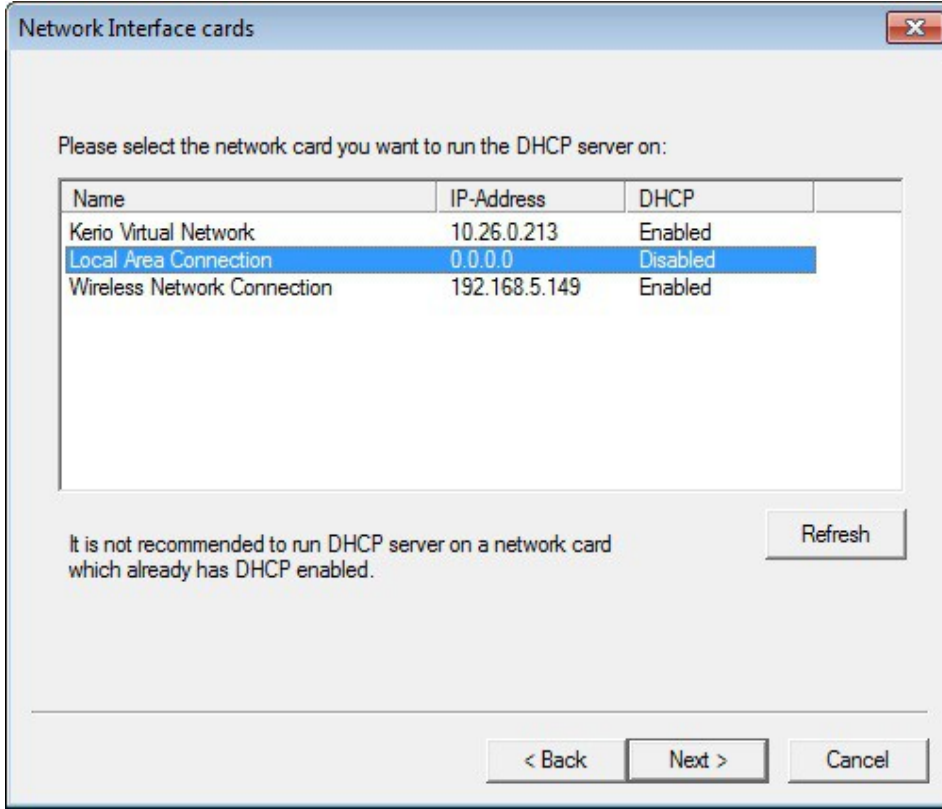 Network Interface cards
Please select the network card you want to run the DHCP server on:
Name IP-Address DHCP
Kerio Virtual Network 10.26.0.213 Enabled
Local Area Connection 0.0.0.0 Disabled
Wireless Network Connection 192.168.5.149 Enabled
Refresh
It is not recommended to run DHCP server on a network card
which already has DHCP enabled.
< Back Next > Cancel